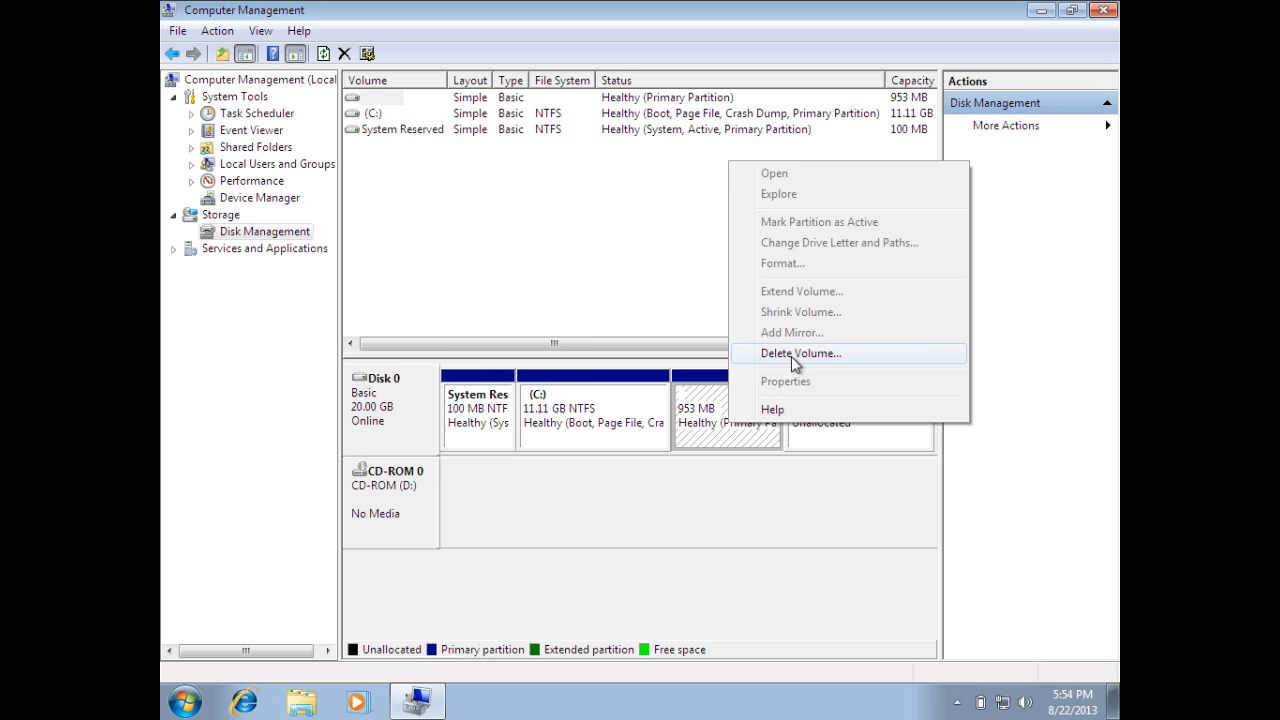 Computer Management
File Action View Help
Computer Management (Local
System Tools
Task Scheduler
Event Viewer
Shared Folders
Local Users and Groups
Performance
Device Manager
Storage
Disk Management
Services and Applications
Volume Layout Type File System Status Capacity
Simple Basic Healthy (Primary Partition) 953 MB
(C:) Simple Basic NTFS Healthy (Boot, Page File, Crash Dump, Primary Partition) 11.11 GB
System Reserved Simple Basic NTFS Healthy (System, Active, Primary Partition) 100 MB
Actions
Disk Management
More Actions
Open
Explore
Mark Partition as Active
Change Drive Letter and Paths...
Format...
Extend Volume...
Shrink Volume...
Add Mirror...
Delete Volume...
Properties
Help
Disk 0
Basic
20.00 GB
Online
System Res
100 MB NTF
Healthy (Sys
(C:)
11.11 GB NTFS
Healthy (Boot, Page File, Cra
953 MB
Healthy (Primary Pa
Unallocated
CD-ROM 0
CD-ROM (D:)
No Media
Unallocated Primary partition Extended partition Free space
5:54 PM
8/22/2013